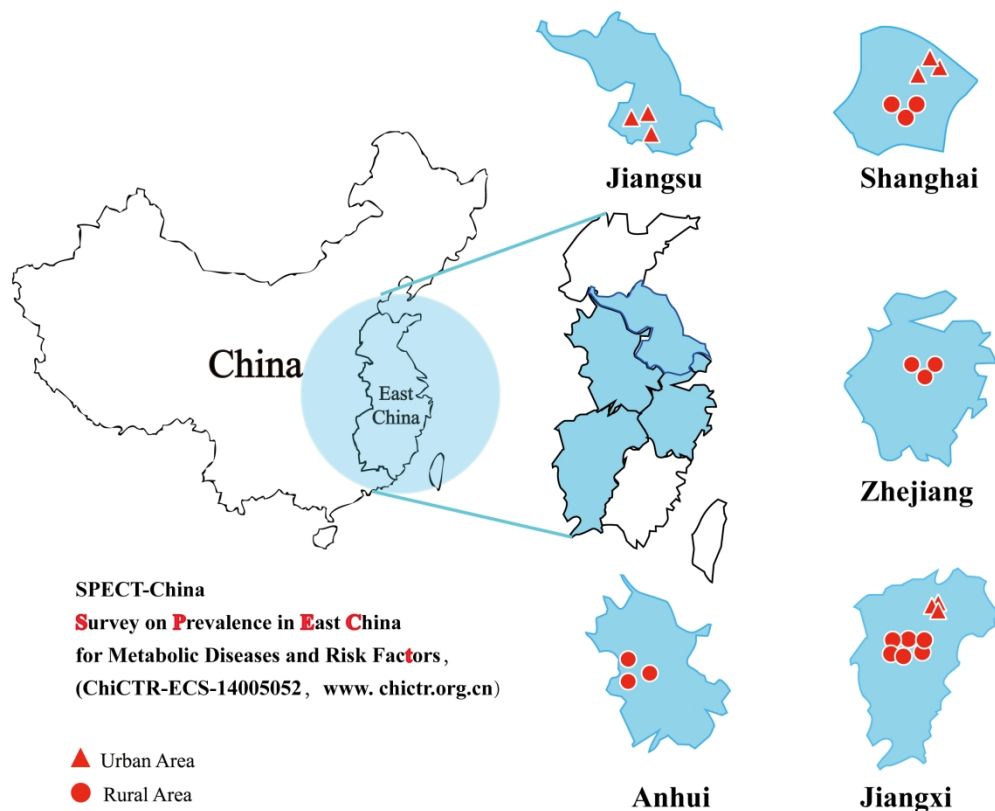 Jiangsu
Shanghai
China
East
China
Zhejiang
SPECT-China
Survey on Prevalence in East China
for Metabolic Diseases and Risk Factors,
(ChiCTR-ECS-14005052, www. chictr.org.cn)
Urban Area
Rural Area
Anhui
Jiangxi